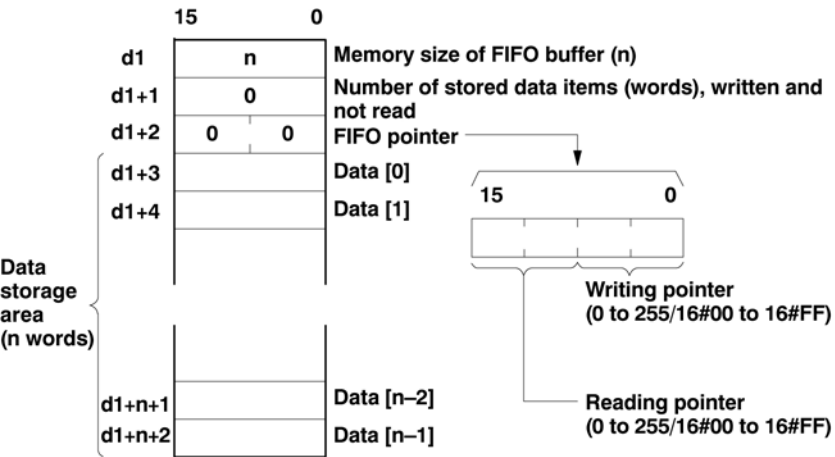 15 0
d1 n Memory size of FIFO buffer (n)
d1+1 0 Number of stored data items (words), written and
not read
d1+2 0 0 FIFO pointer
d1+3 Data [0]
15 0
d1+4 Data [1]
Data
storage
area
(n words)
Writing pointer
(0 to 255/16#00 to 16#FF)
d1+n+1 Data [n–2]
d1+n+2 Data [n–1]
Reading pointer
(0 to 255/16#00 to 16#FF)